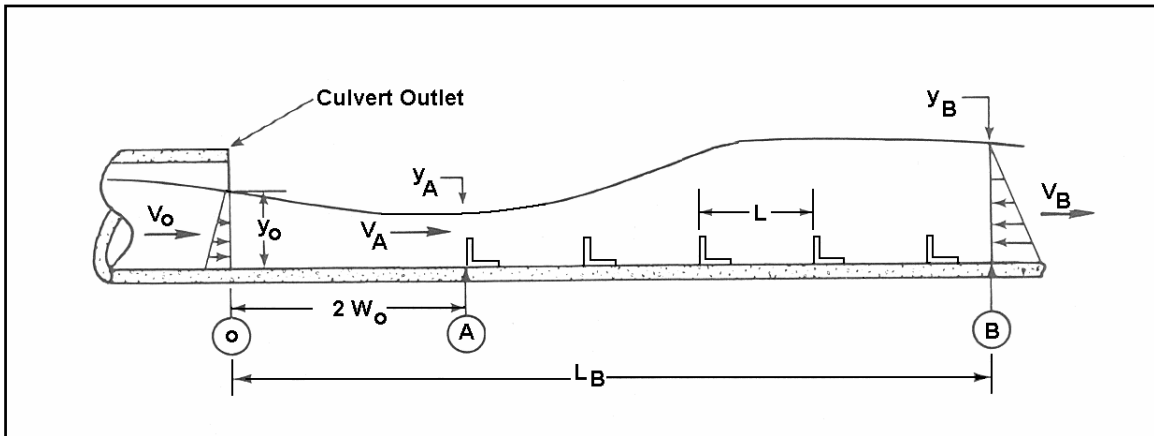 Culvert Outlet
y_B
y_A
V_o
y_o
V_A
L
V_B
2 W_o
o
A
B
L_B